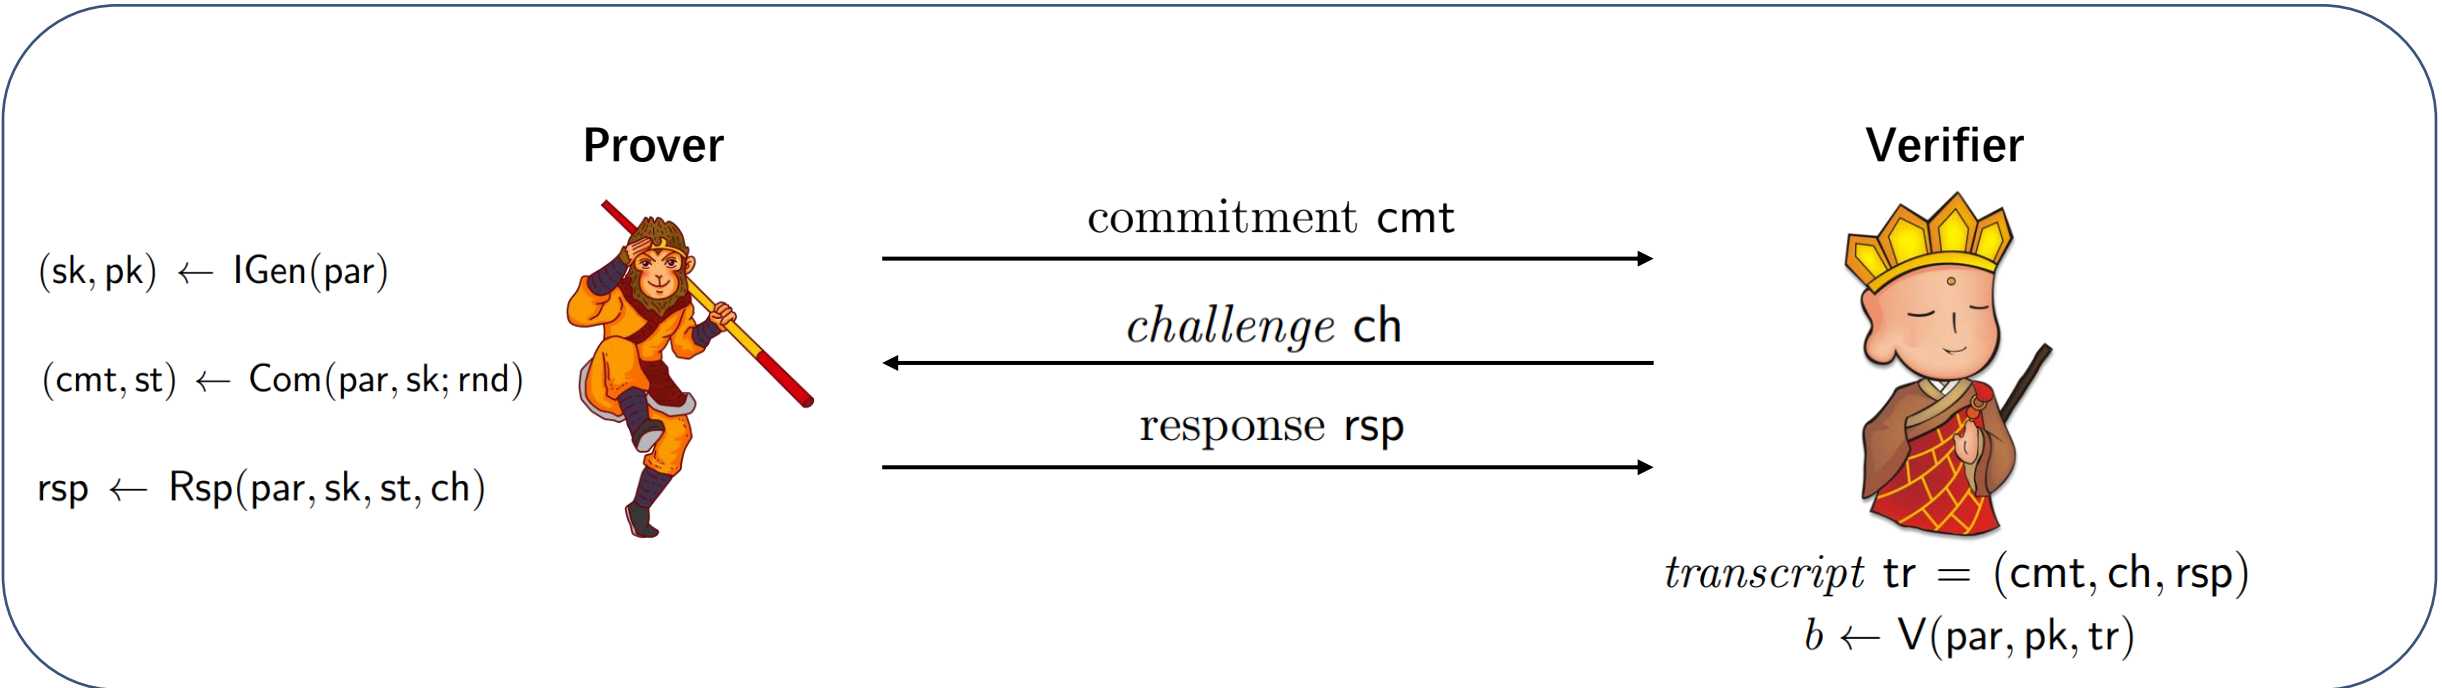 Prover
Verifier
(sk, pk) ← IGen(par)
(cmt, st) ← Com(par, sk; rnd)
rsp ← Rsp(par, sk, st, ch)
commitment cmt
challenge ch
response rsp
transcript tr = (cmt, ch, rsp)
b ← V(par, pk, tr)